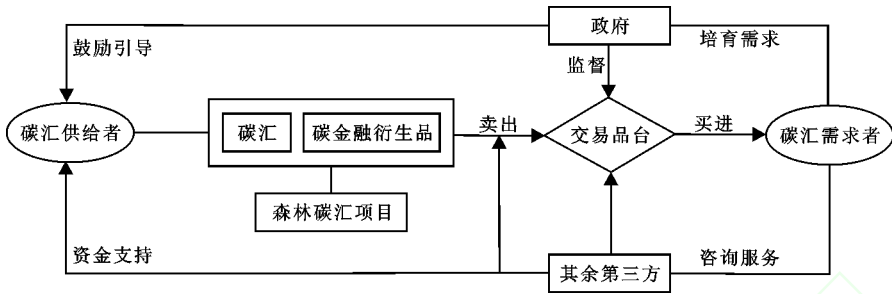 政府
鼓励引导
培育需求
监督
碳汇供给者
碳汇
碳金融衍生品
卖出
交易品台
买进
碳汇需求者
森林碳汇项目
资金支持
其余第三方
咨询服务